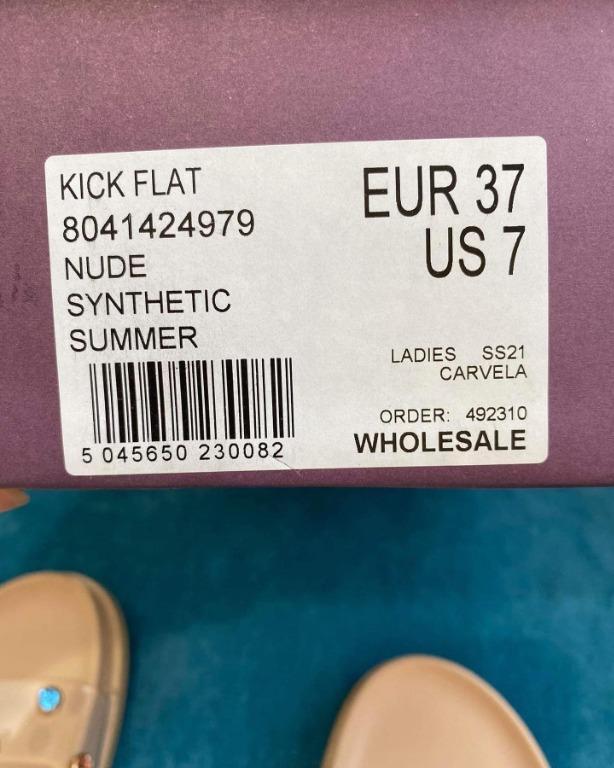 KICK FLAT
8041424979
NUDE
SYNTHETIC
SUMMER
5 045650 230082
EUR 37
US 7
LADIES SS21
CARVELA
ORDER: 492310
WHOLESALE